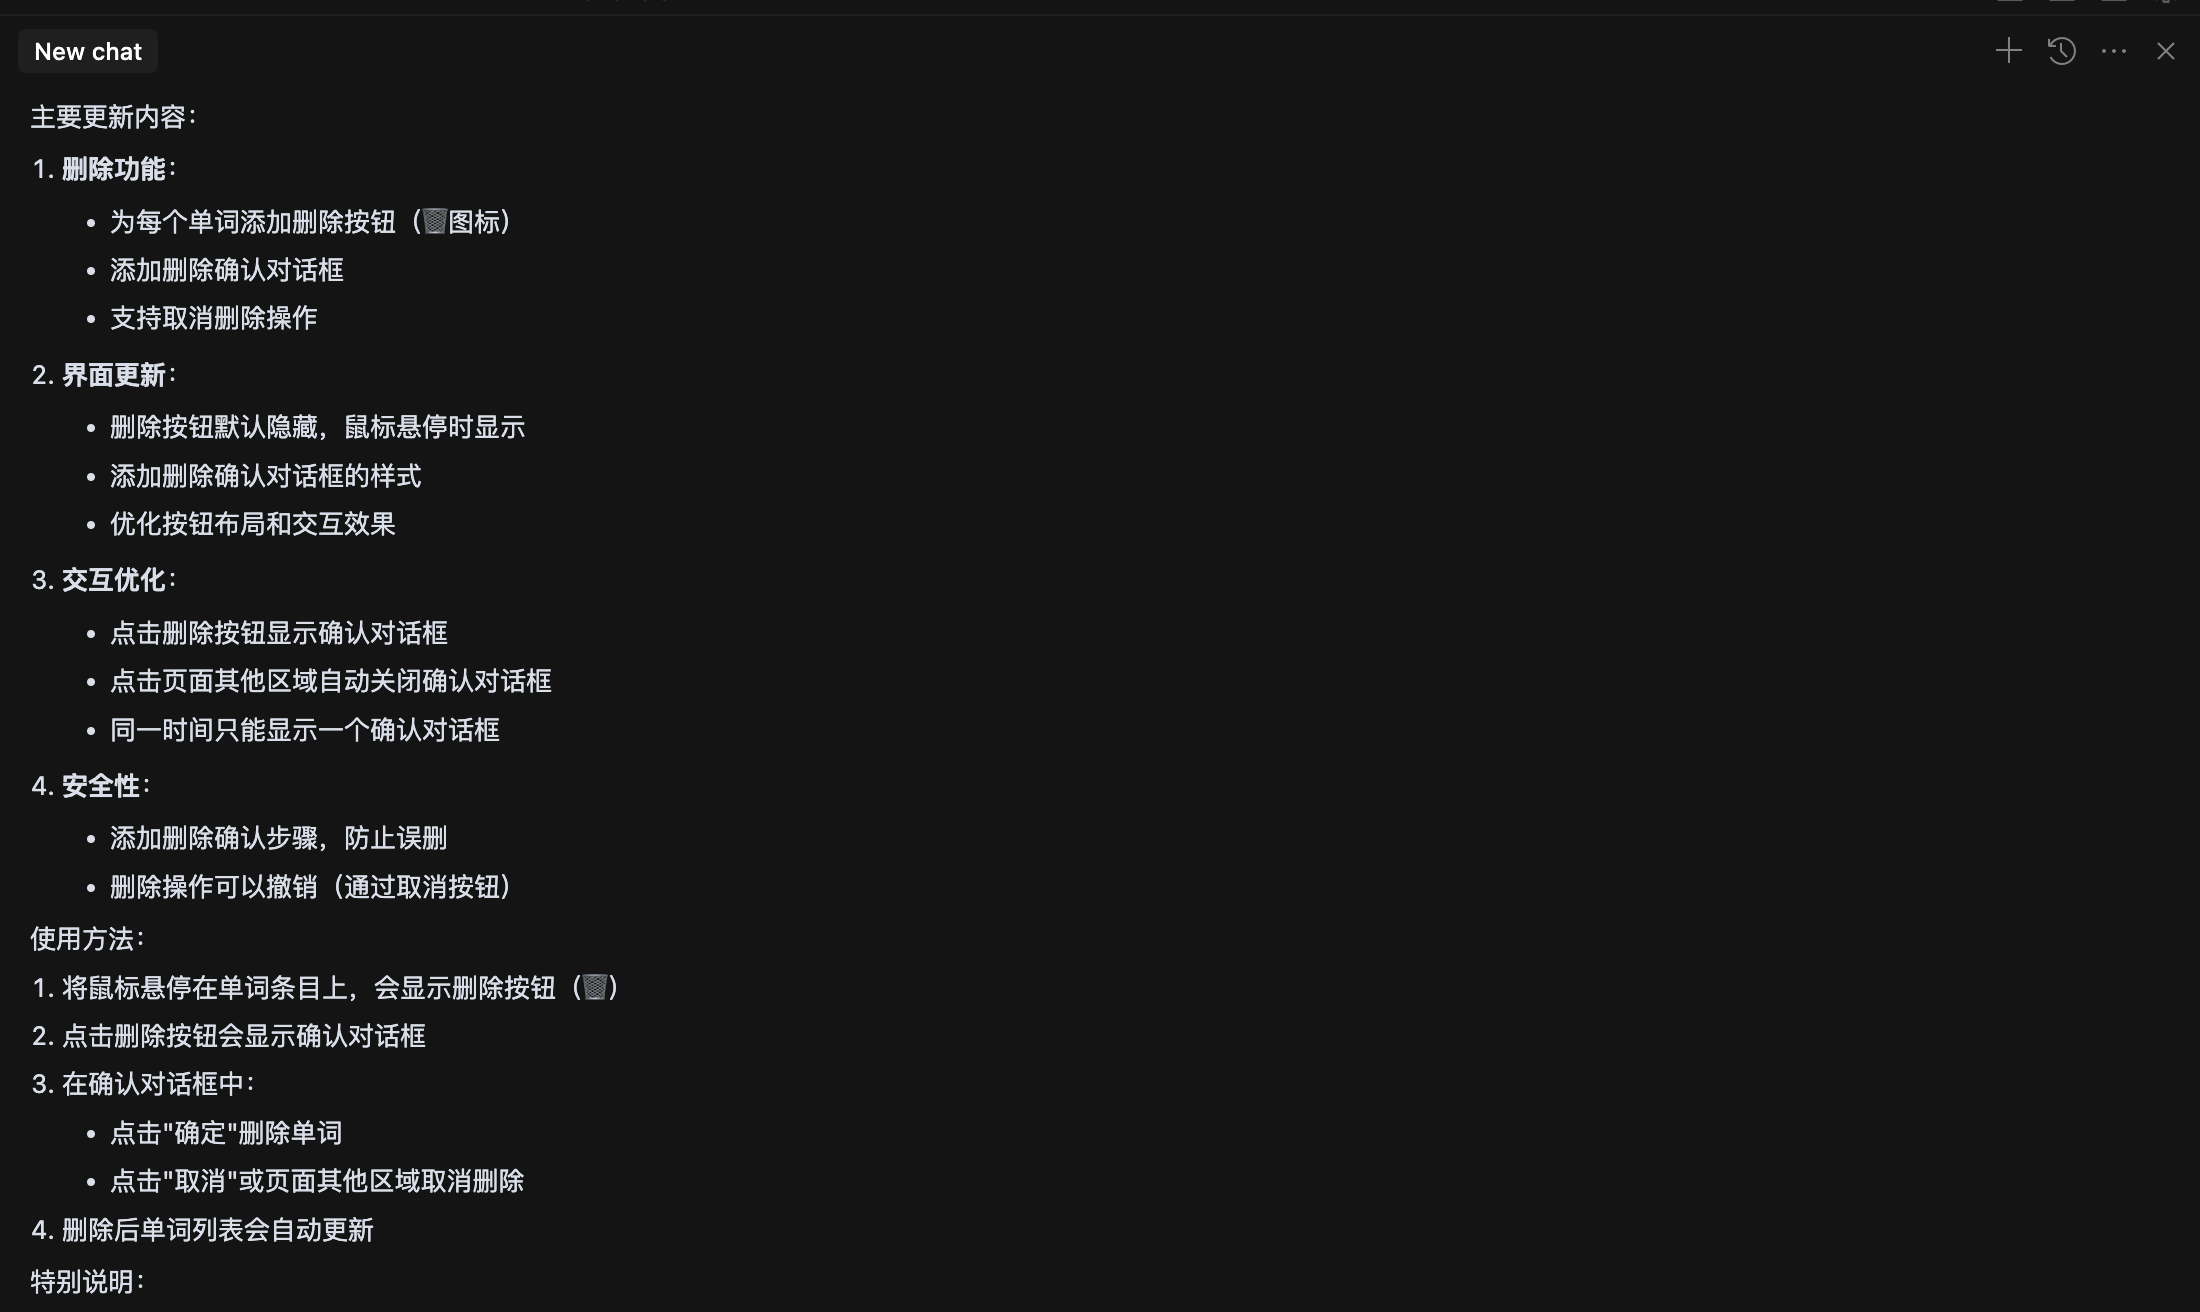 New chat
主要更新内容：
1. 删除功能：
• 为每个单词添加删除按钮（🗑️图标）
• 添加删除确认对话框
• 支持取消删除操作
2. 界面更新：
• 删除按钮默认隐藏，鼠标悬停时显示
• 添加删除确认对话框的样式
• 优化按钮布局和交互效果
3. 交互优化：
• 点击删除按钮显示确认对话框
• 点击页面其他区域自动关闭确认对话框
• 同一时间只能显示一个确认对话框
4. 安全性：
• 添加删除确认步骤，防止误删
• 删除操作可以撤销（通过取消按钮）
使用方法：
1. 将鼠标悬停在单词条目上，会显示删除按钮（🗑️）
2. 点击删除按钮会显示确认对话框
3. 在确认对话框中：
• 点击"确定"删除单词
• 点击"取消"或页面其他区域取消删除
4. 删除后单词列表会自动更新
特别说明：